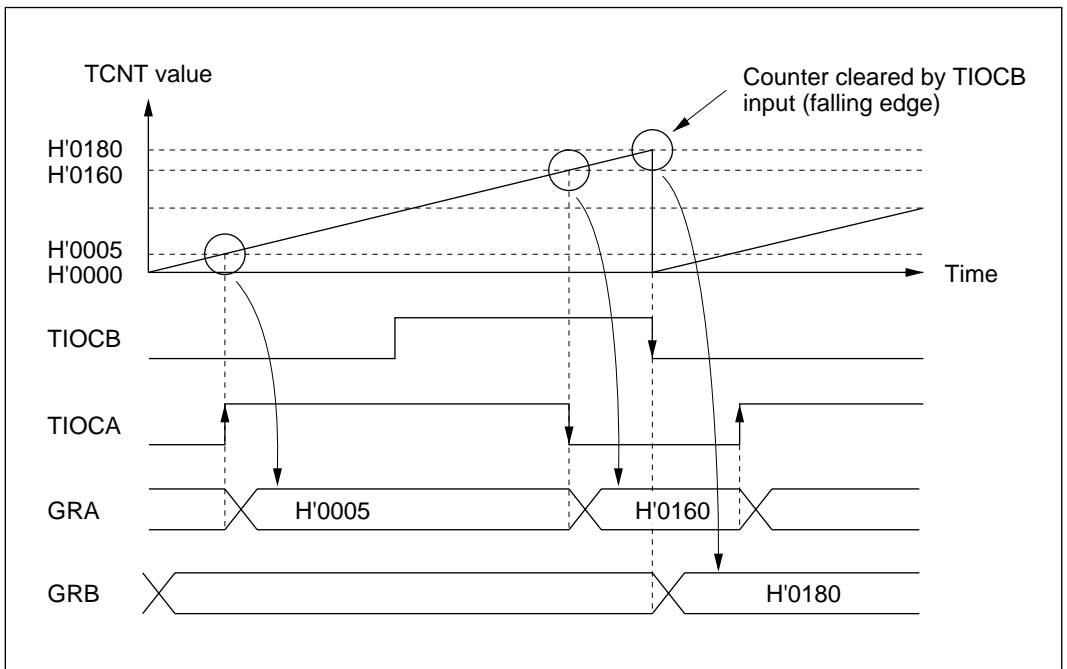 TCNT value
Counter cleared by TIOCB
input (falling edge)
H'0180
H'0160
H'0005
H'0000
Time
TIOCB
TIOCA
GRA
H'0005
H'0160
GRB
H'0180